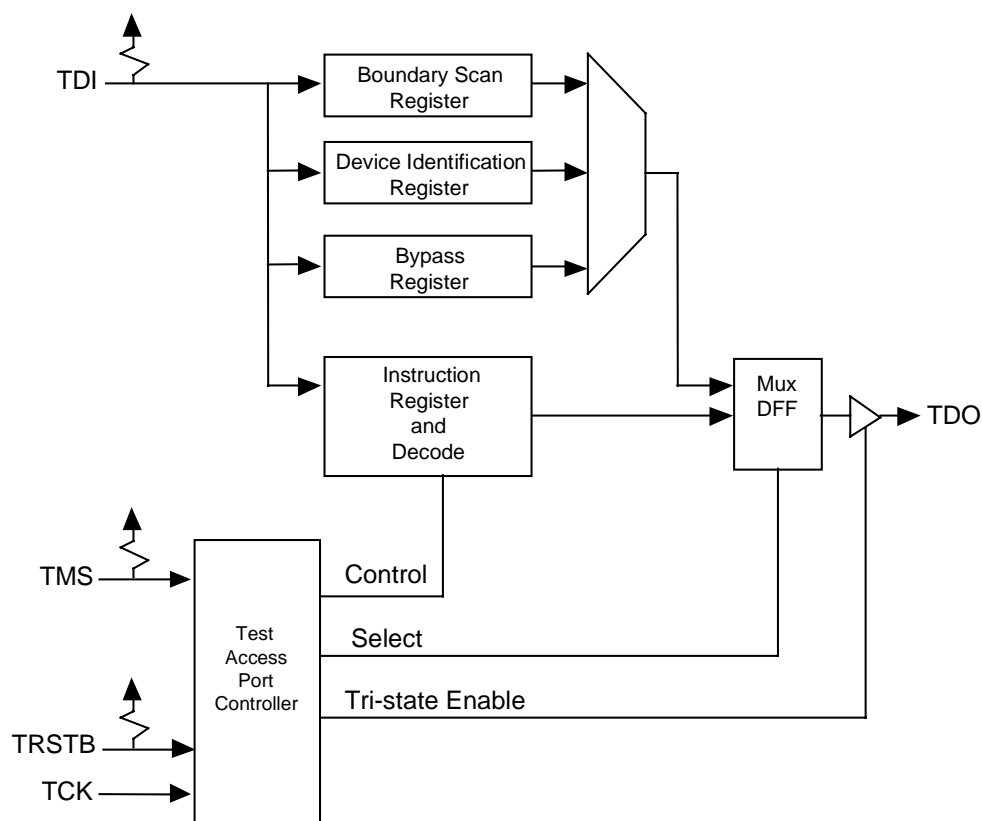 TDI
Boundary Scan
Register
Device Identification
Register
Bypass
Register
Instruction
Register
and
Decode
Mux
DFF
TDO
TMS
Control
Test
Access
Port
Controller
Select
Tri-state Enable
TRSTB
TCK